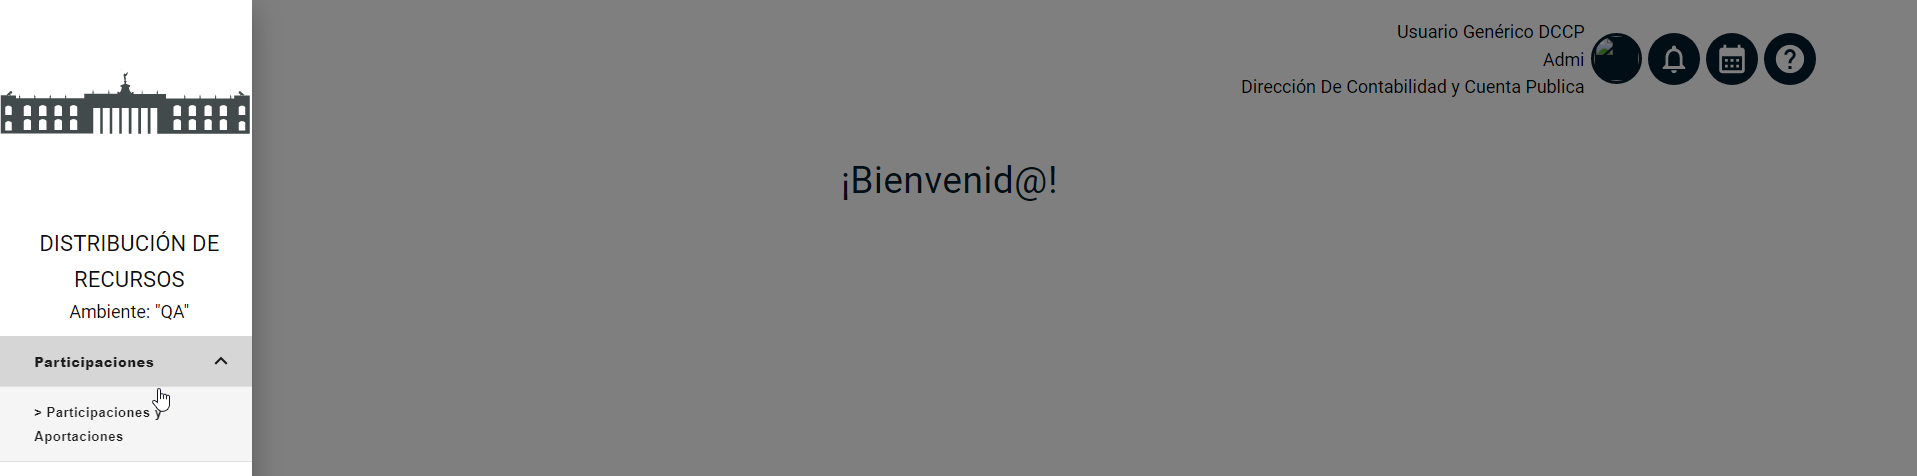 Usuario Genérico DCCP
Admi
Dirección De Contabilidad y Cuenta Publica
¡Bienvenid@!
DISTRIBUCIÓN DE
RECURSOS
Ambiente: "QA"
Participaciones
> Participaciones y
Aportaciones